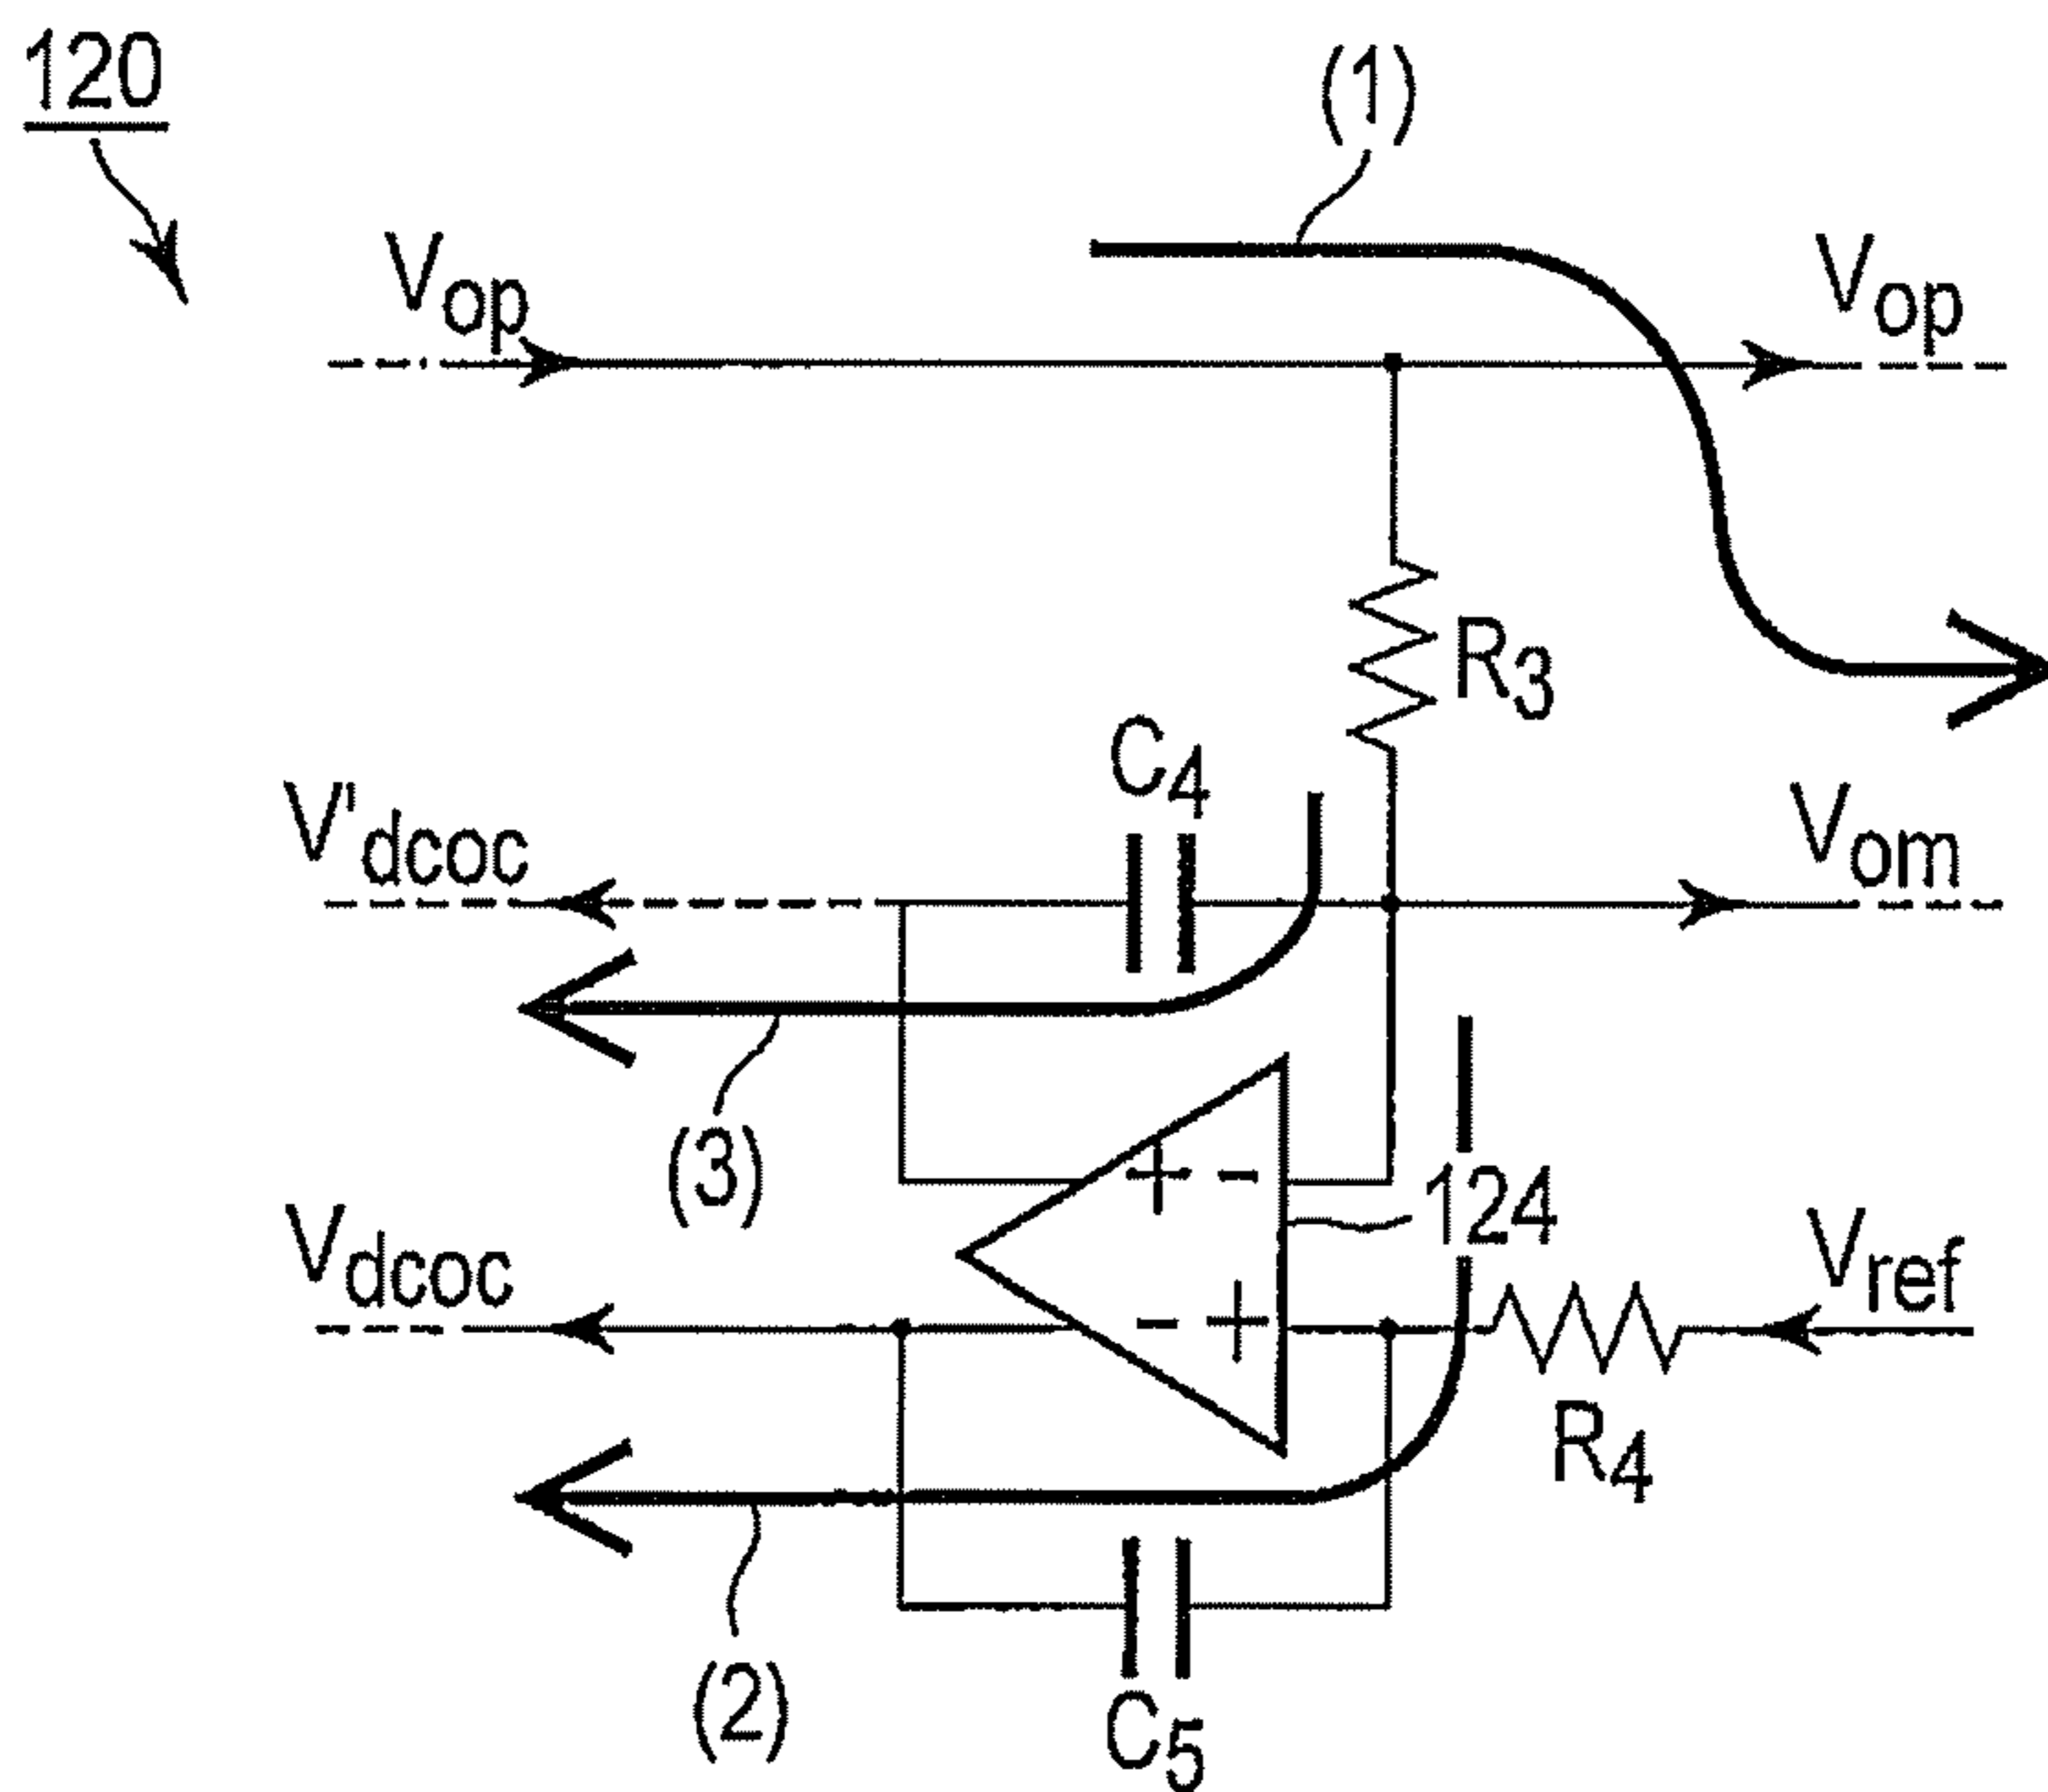 120
(1)
Vop
Vop
R3
C4
V'dcoc
Vom
(3)
+ -
124
Vdcoc
Vref
- +
R4
(2)
C5